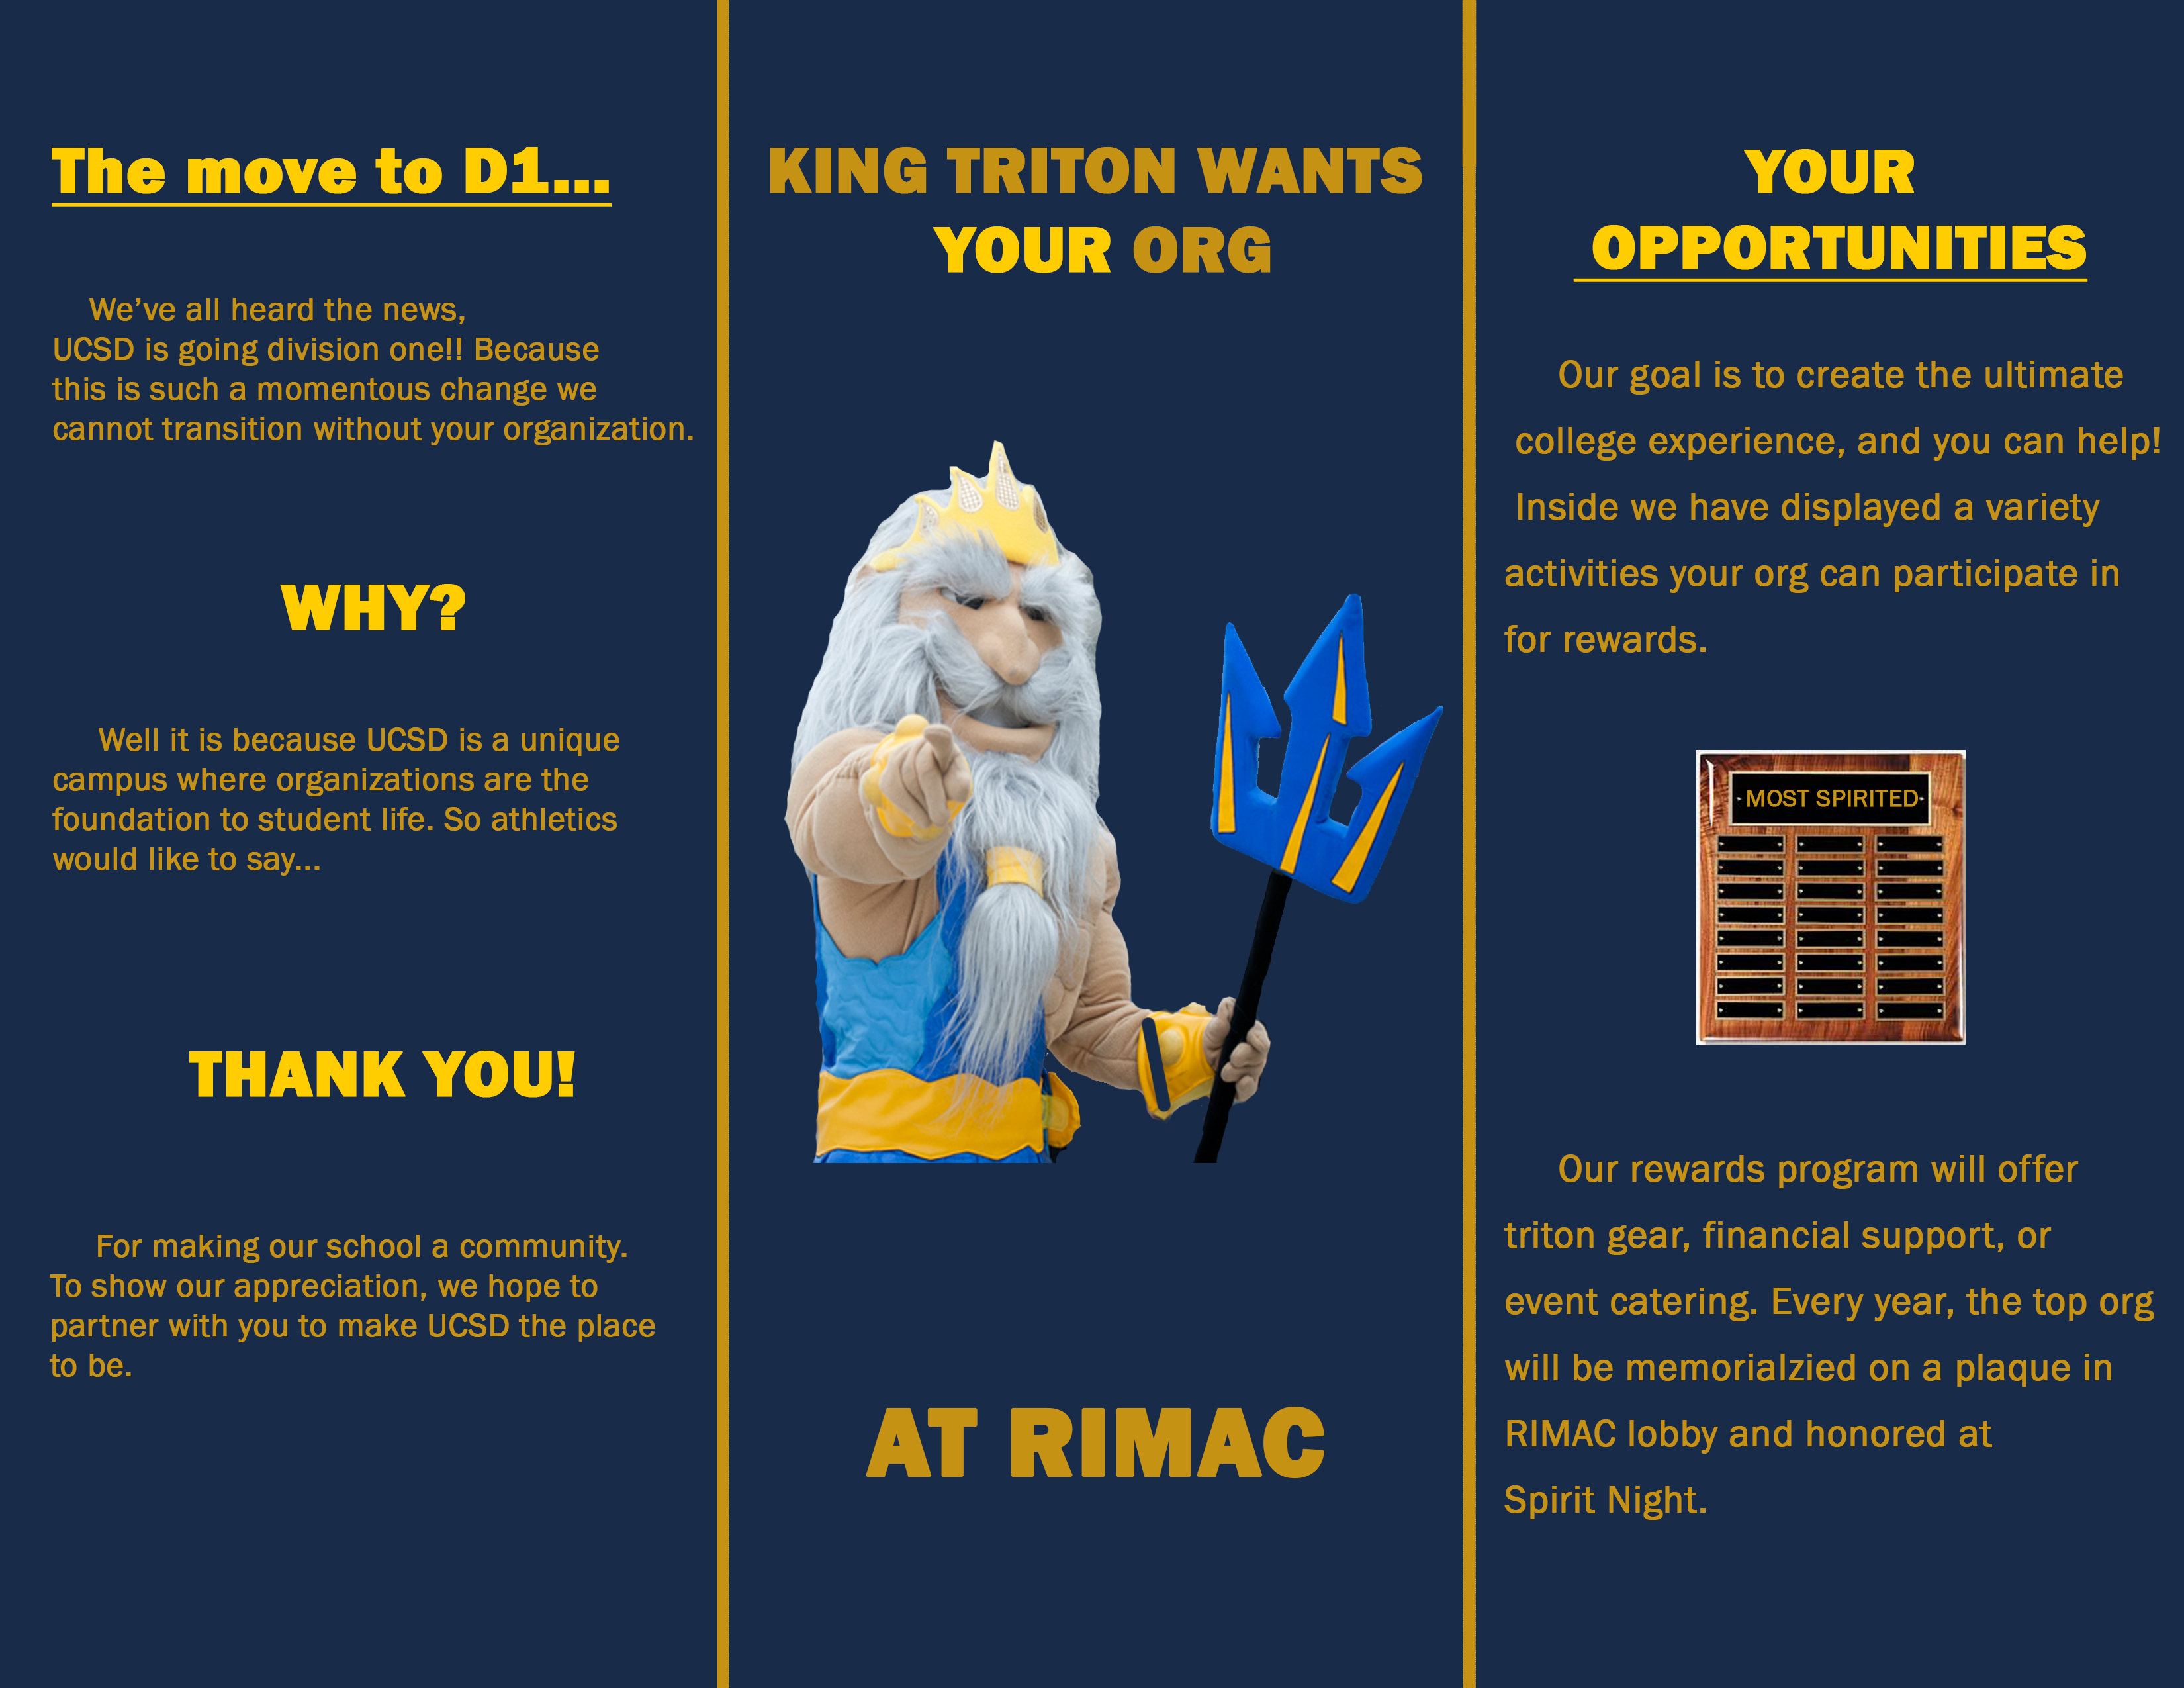 The move to D1...
We've all heard the news,
UCSD is going division one!! Because
this is such a momentous change we
cannot transition without your organization.
WHY?
Well it is because UCSD is a unique
campus where organizations are the
foundation to student life. So athletics
would like to say...
THANK YOU!
For making our school a community.
To show our appreciation, we hope to
partner with you to make UCSD the place
to be.
KING TRITON WANTS
YOUR ORG
AT RIMAC
YOUR
OPPORTUNITIES
Our goal is to create the ultimate
college experience, and you can help!
Inside we have displayed a variety
activities your org can participate in
for rewards.
MOST SPIRITED
Our rewards program will offer
triton gear, financial support, or
event catering. Every year, the top org
will be memorialzied on a plaque in
RIMAC lobby and honored at
Spirit Night.